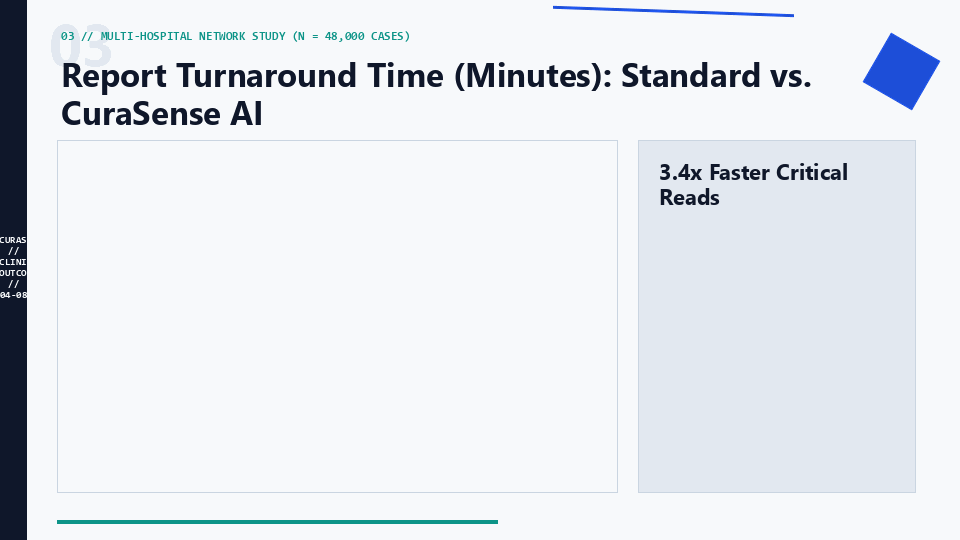 03
03 // MULTI-HOSPITAL NETWORK STUDY (N = 48,000 CASES)
Report Turnaround Time (Minutes): Standard vs.
CuraSense AI
3.4x Faster Critical
Reads
CURAS
//
CLINI
OUTCO
//
04-08